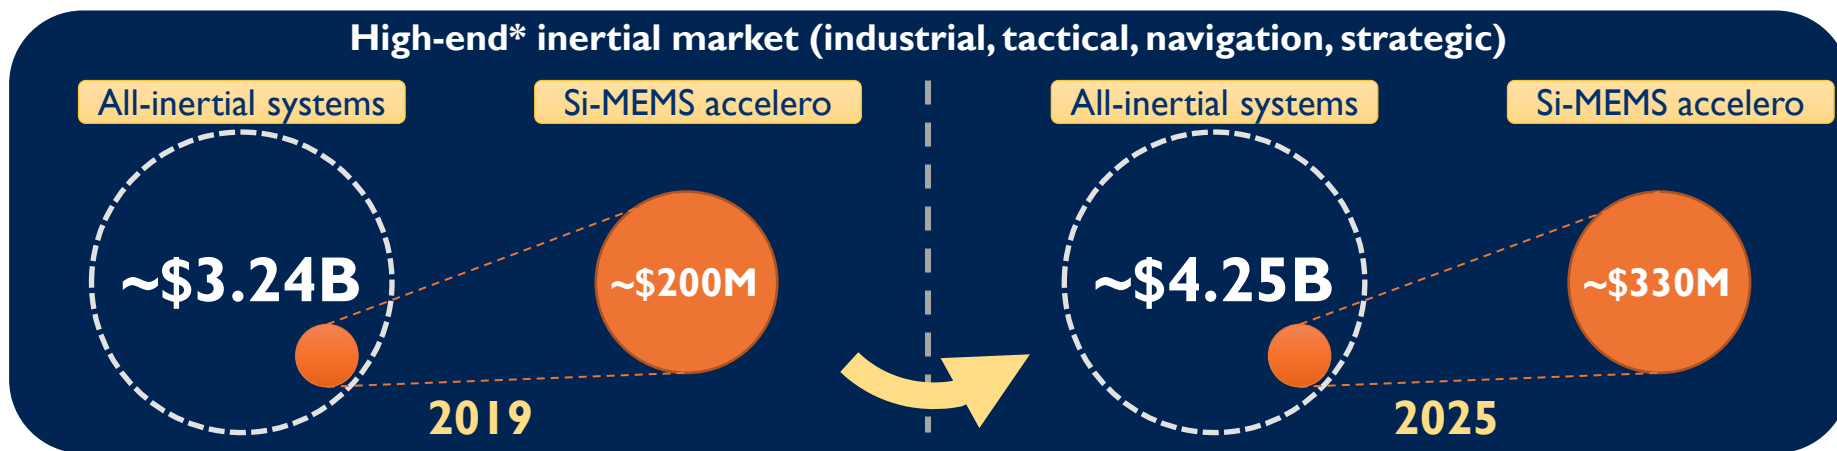 High-end* inertial market (industrial, tactical, navigation, strategic)
All-inertial systems
Si-MEMS accelero
~$3.24B
~$200M
2019
All-inertial systems
Si-MEMS accelero
~$4.25B
~$330M
2025